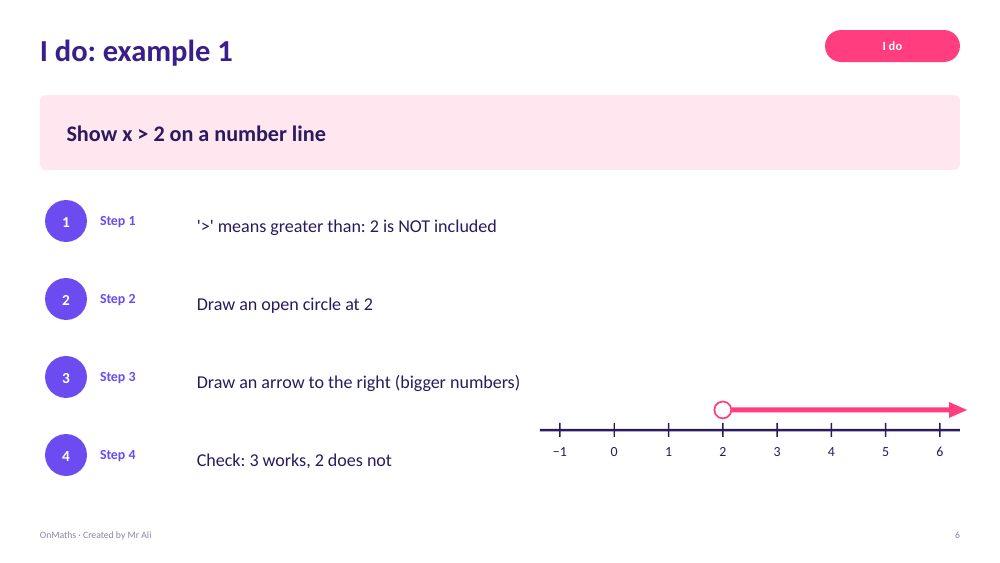 I do: example 1
I do
Show x > 2 on a number line
1 Step 1 '>' means greater than: 2 is NOT included
2 Step 2 Draw an open circle at 2
3 Step 3 Draw an arrow to the right (bigger numbers)
4 Step 4 Check: 3 works, 2 does not
−1 0 1 2 3 4 5 6
OnMaths · Created by Mr Ali
6